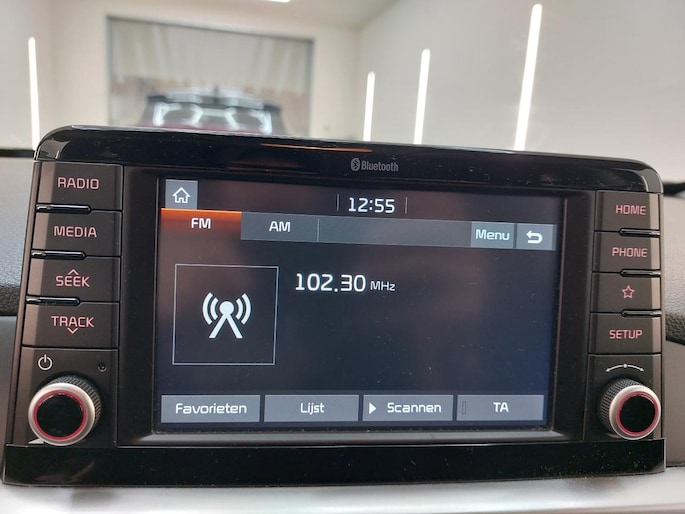 Bluetooth
RADIO
MEDIA
SEEK
TRACK
12:55
FM AM Menu
102.30 MHz
Favorieten Lijst Scannen TA
HOME
PHONE
SETUP